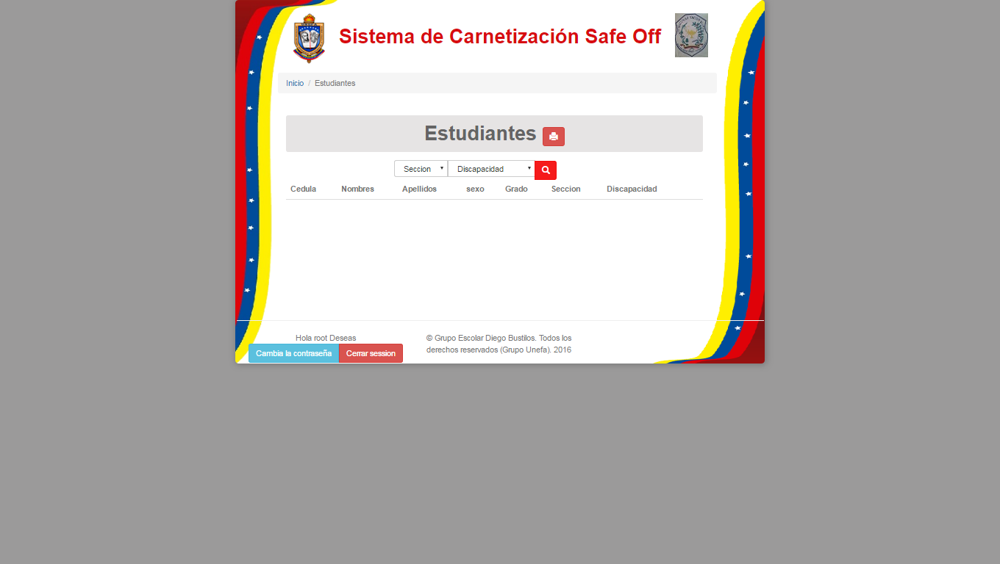 UNEFA
Sistema de Carnetización Safe Off
Inicio / Estudiantes
Estudiantes
Seccion Discapacidad
Cedula Nombres Apellidos sexo Grado Seccion Discapacidad
Hola root Deseas
Cambia la contraseña Cerrar session
© Grupo Escolar Diego Bustilos. Todos los
derechos reservados (Grupo Unefa). 2016